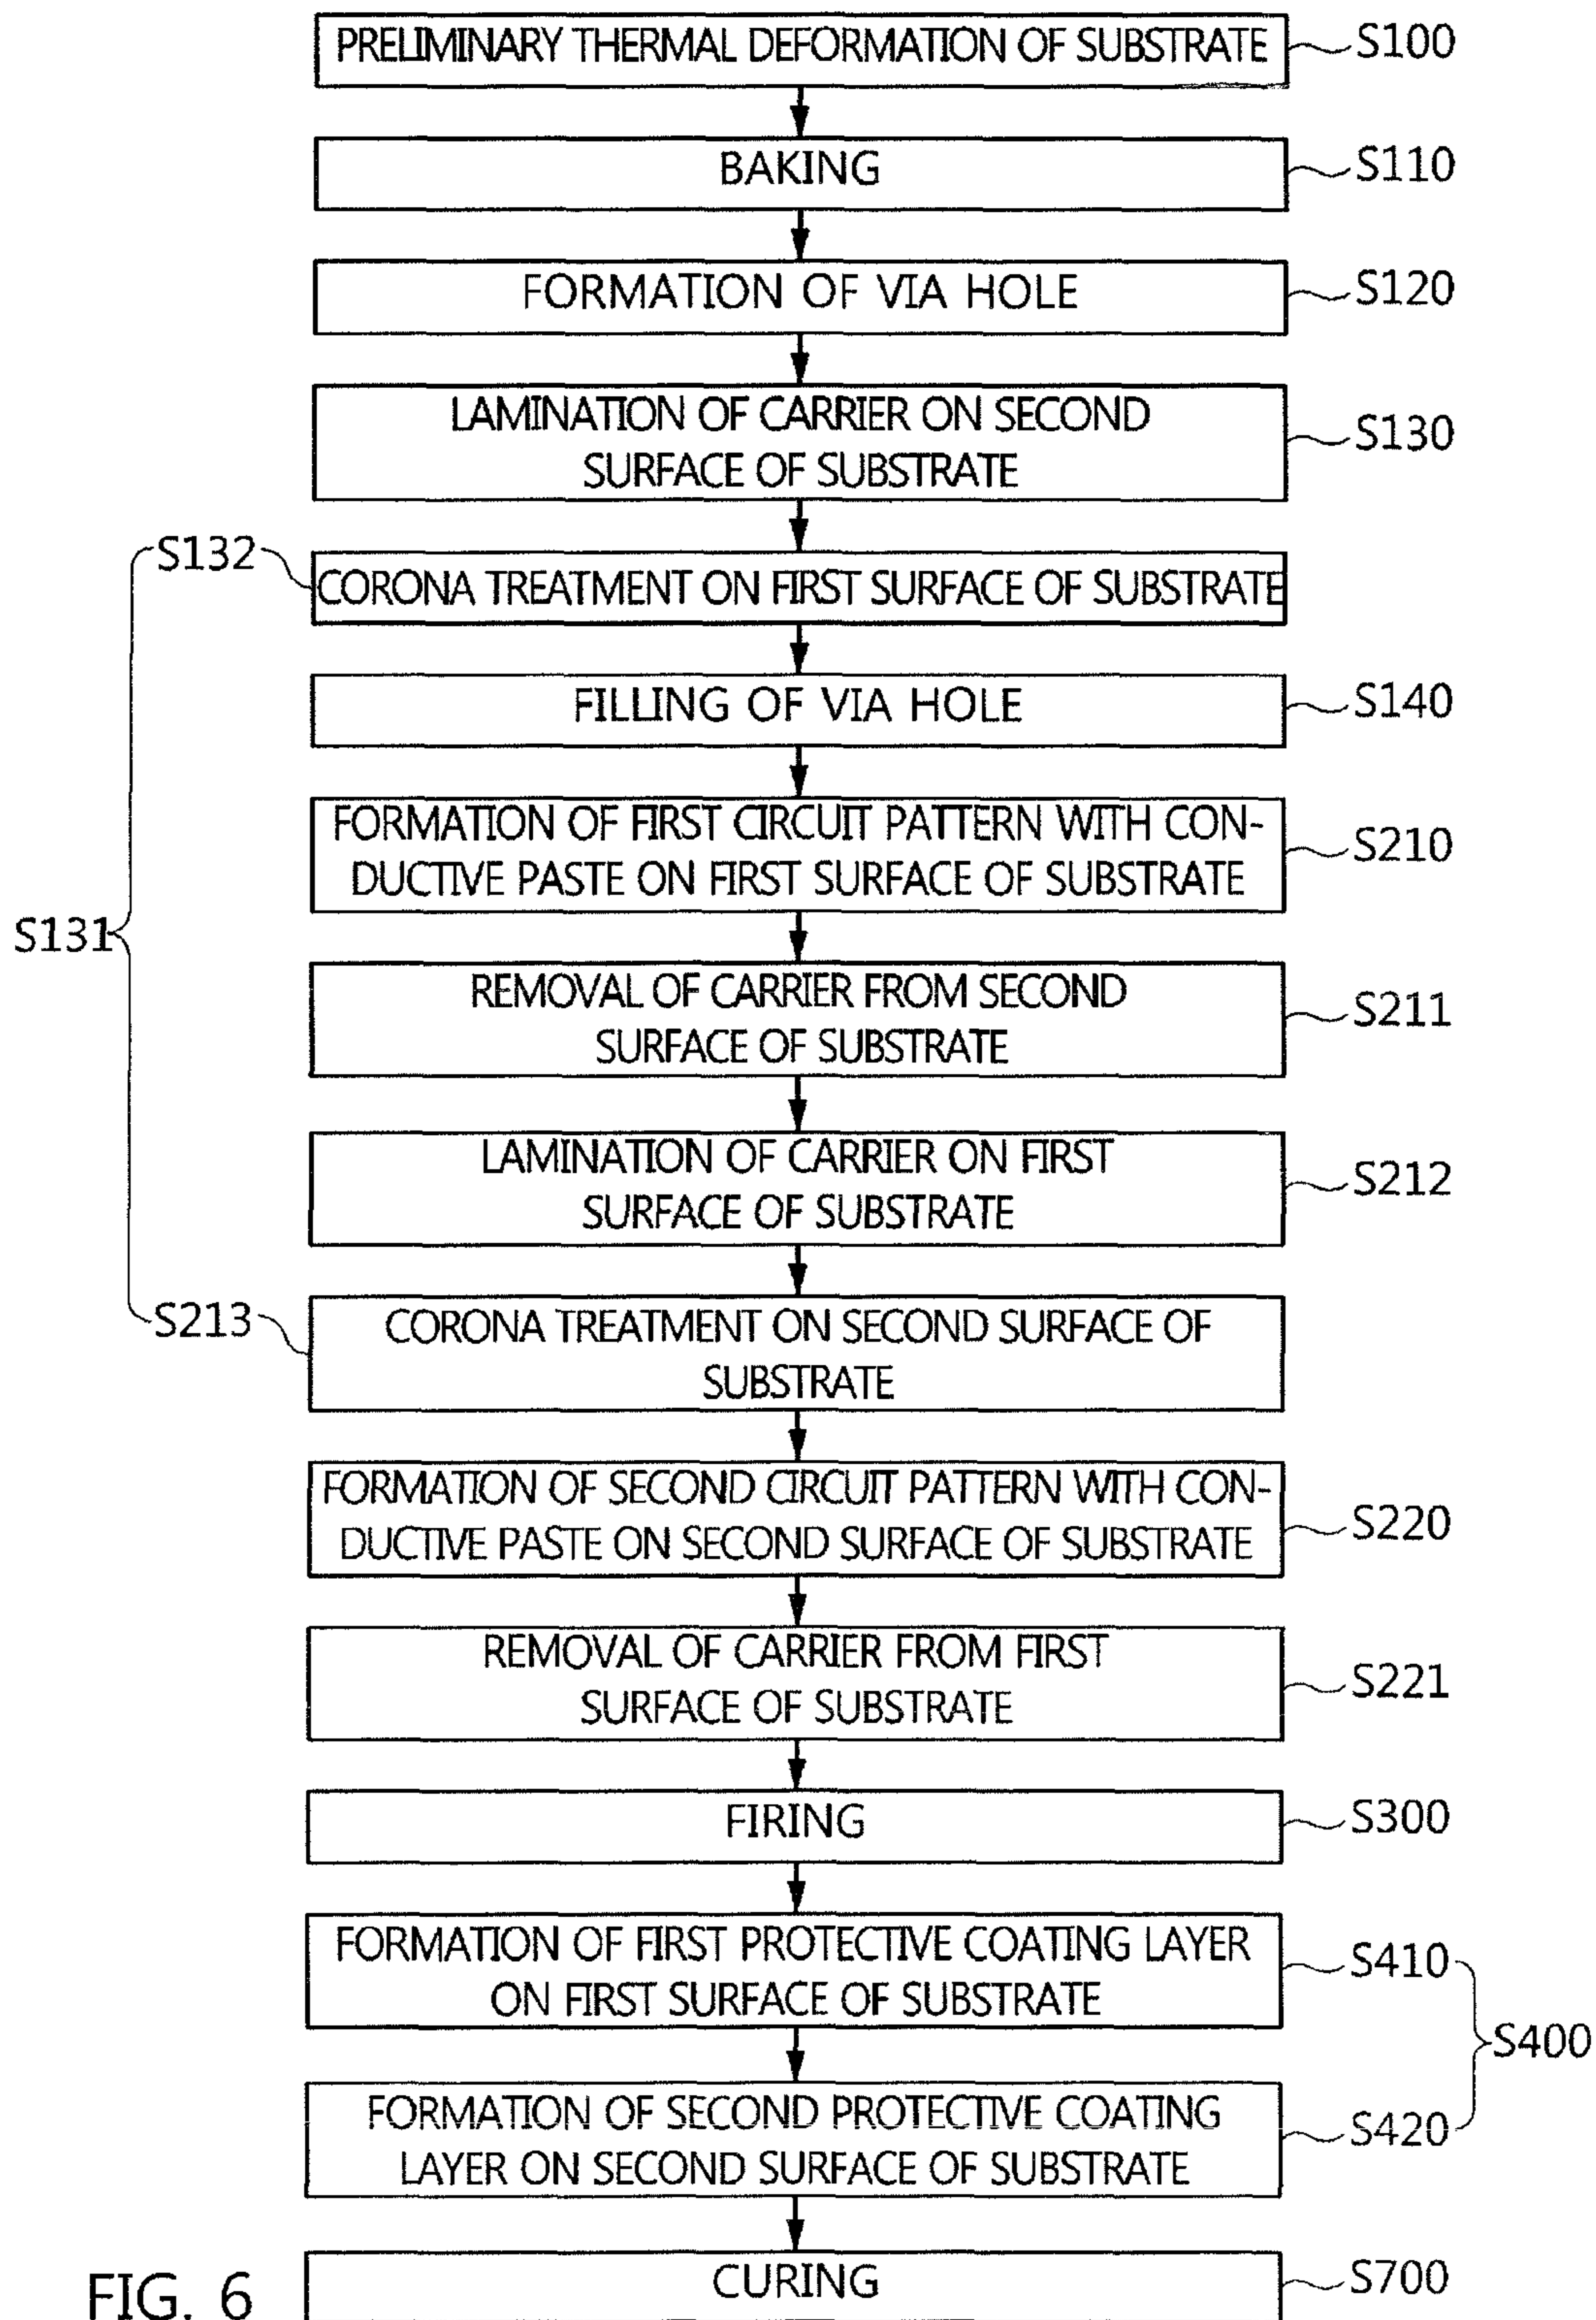 PRELIMINARY THERMAL DEFORMATION OF SUBSTRATE
S100
BAKING
S110
FORMATION OF VIA HOLE
S120
LAMINATION OF CARRIER ON SECOND
SURFACE OF SUBSTRATE
S130
S132
CORONA TREATMENT ON FIRST SURFACE OF SUBSTRATE
FILLING OF VIA HOLE
S140
FORMATION OF FIRST CIRCUIT PATTERN WITH CON-
DUCTIVE PASTE ON FIRST SURFACE OF SUBSTRATE
S210
S131
REMOVAL OF CARRIER FROM SECOND
SURFACE OF SUBSTRATE
S211
LAMINATION OF CARRIER ON FIRST
SURFACE OF SUBSTRATE
S212
S213
CORONA TREATMENT ON SECOND SURFACE OF
SUBSTRATE
FORMATION OF SECOND CIRCUIT PATTERN WITH CON-
DUCTIVE PASTE ON SECOND SURFACE OF SUBSTRATE
S220
REMOVAL OF CARRIER FROM FIRST
SURFACE OF SUBSTRATE
S221
FIRING
S300
FORMATION OF FIRST PROTECTIVE COATING LAYER
ON FIRST SURFACE OF SUBSTRATE
S410
S400
FORMATION OF SECOND PROTECTIVE COATING
LAYER ON SECOND SURFACE OF SUBSTRATE
S420
CURING
S700
FIG. 6